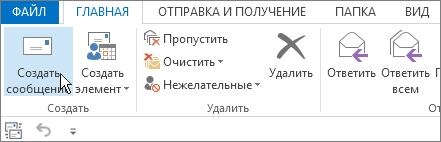 ФАЙЛ ГЛАВНАЯ ОТПРАВКА И ПОЛУЧЕНИЕ ПАПКА ВИД
Создать сообщение
Создать элемент
Пропустить
Очистить
Нежелательные
Удалить
Ответить
Ответить всем
Создать Удалить От